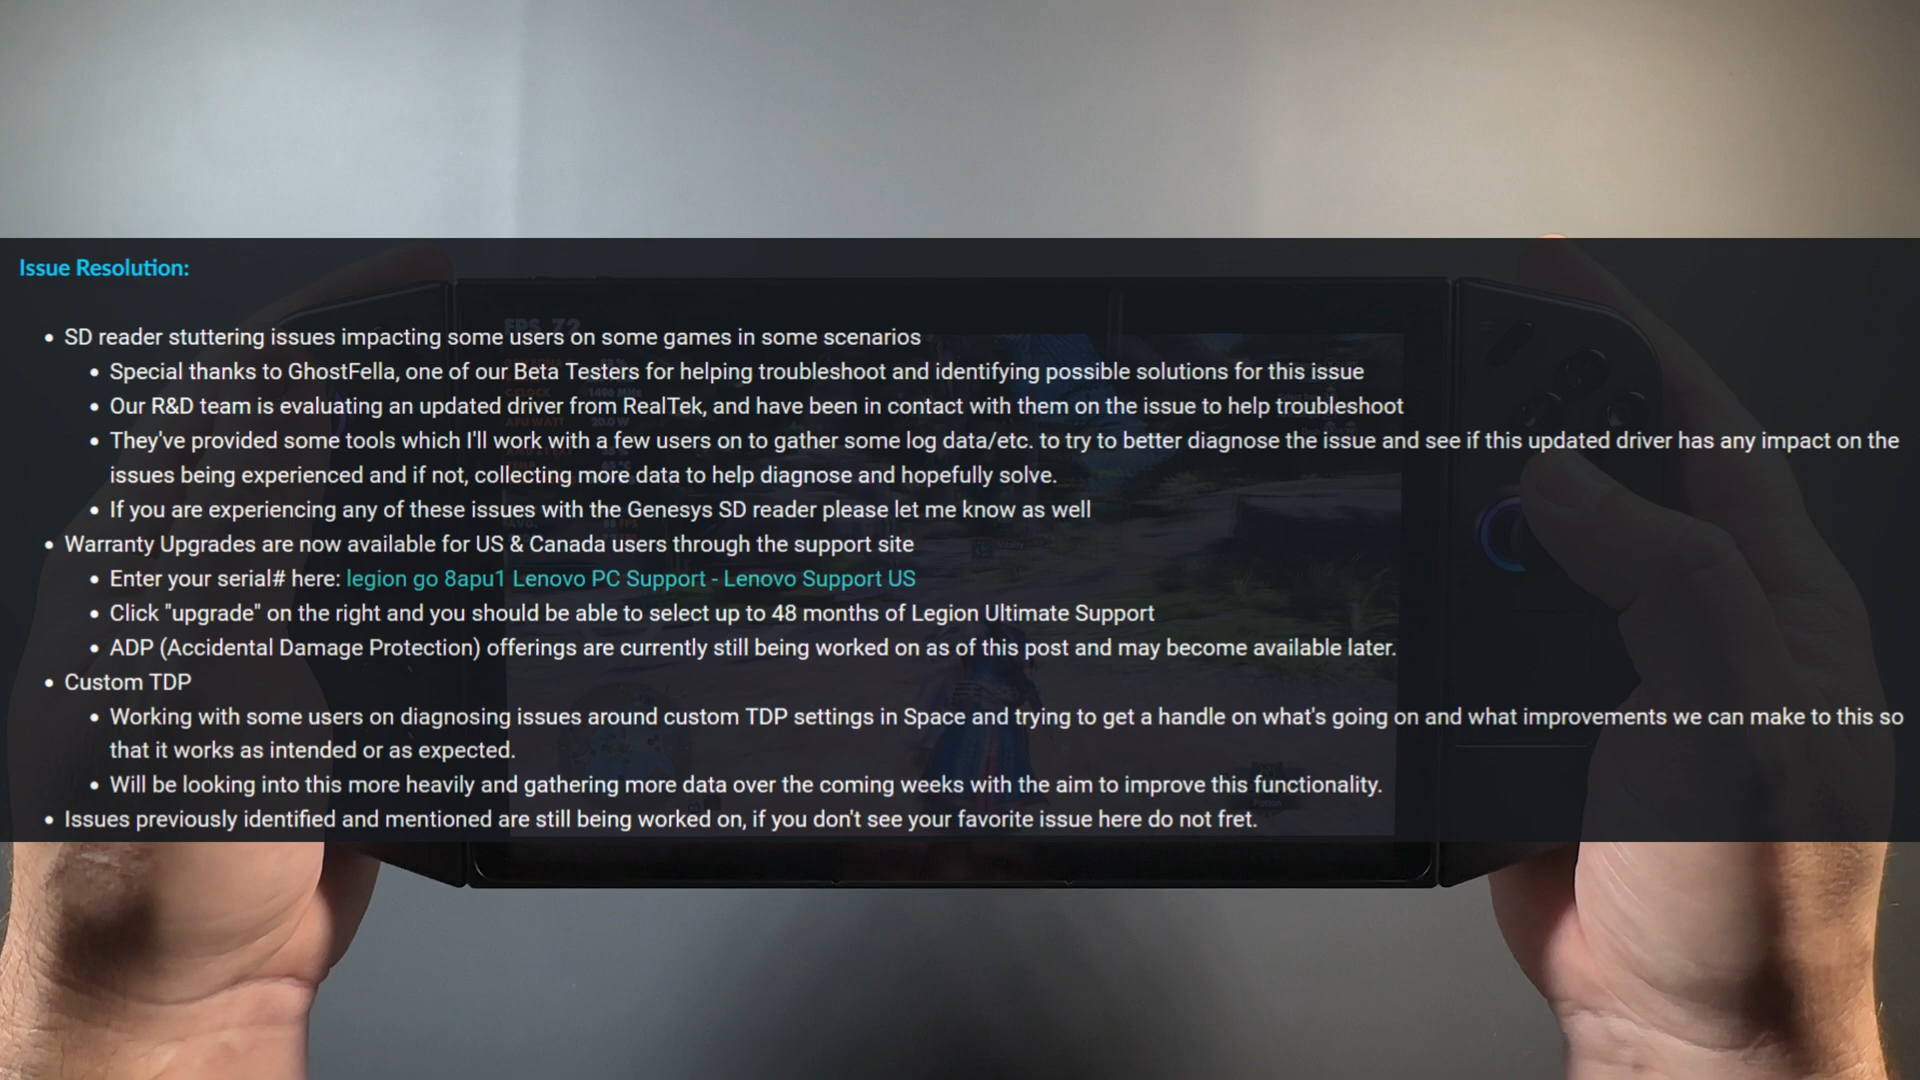 Issue Resolution:
SD reader stuttering issues impacting some users on some games in some scenarios
Special thanks to GhostFella, one of our Beta Testers for helping troubleshoot and identifying possible solutions for this issue
Our R&D team is evaluating an updated driver from RealTek, and have been in contact with them on the issue to help troubleshoot
They've provided some tools which I'll work with a few users on to gather some log data/etc. to try to better diagnose the issue and see if this updated driver has any impact on the
issues being experienced and if not, collecting more data to help diagnose and hopefully solve.
If you are experiencing any of these issues with the Genesys SD reader please let me know as well
Warranty Upgrades are now available for US & Canada users through the support site
Enter your serial# here: legion go 8apu1 Lenovo PC Support - Lenovo Support US
Click "upgrade" on the right and you should be able to select up to 48 months of Legion Ultimate Support
ADP (Accidental Damage Protection) offerings are currently still being worked on as of this post and may become available later.
Custom TDP
Working with some users on diagnosing issues around custom TDP settings in Space and trying to get a handle on what's going on and what improvements we can make to this so
that it works as intended or as expected.
Will be looking into this more heavily and gathering more data over the coming weeks with the aim to improve this functionality.
Issues previously identified and mentioned are still being worked on, if you don't see your favorite issue here do not fret.
FPS 72